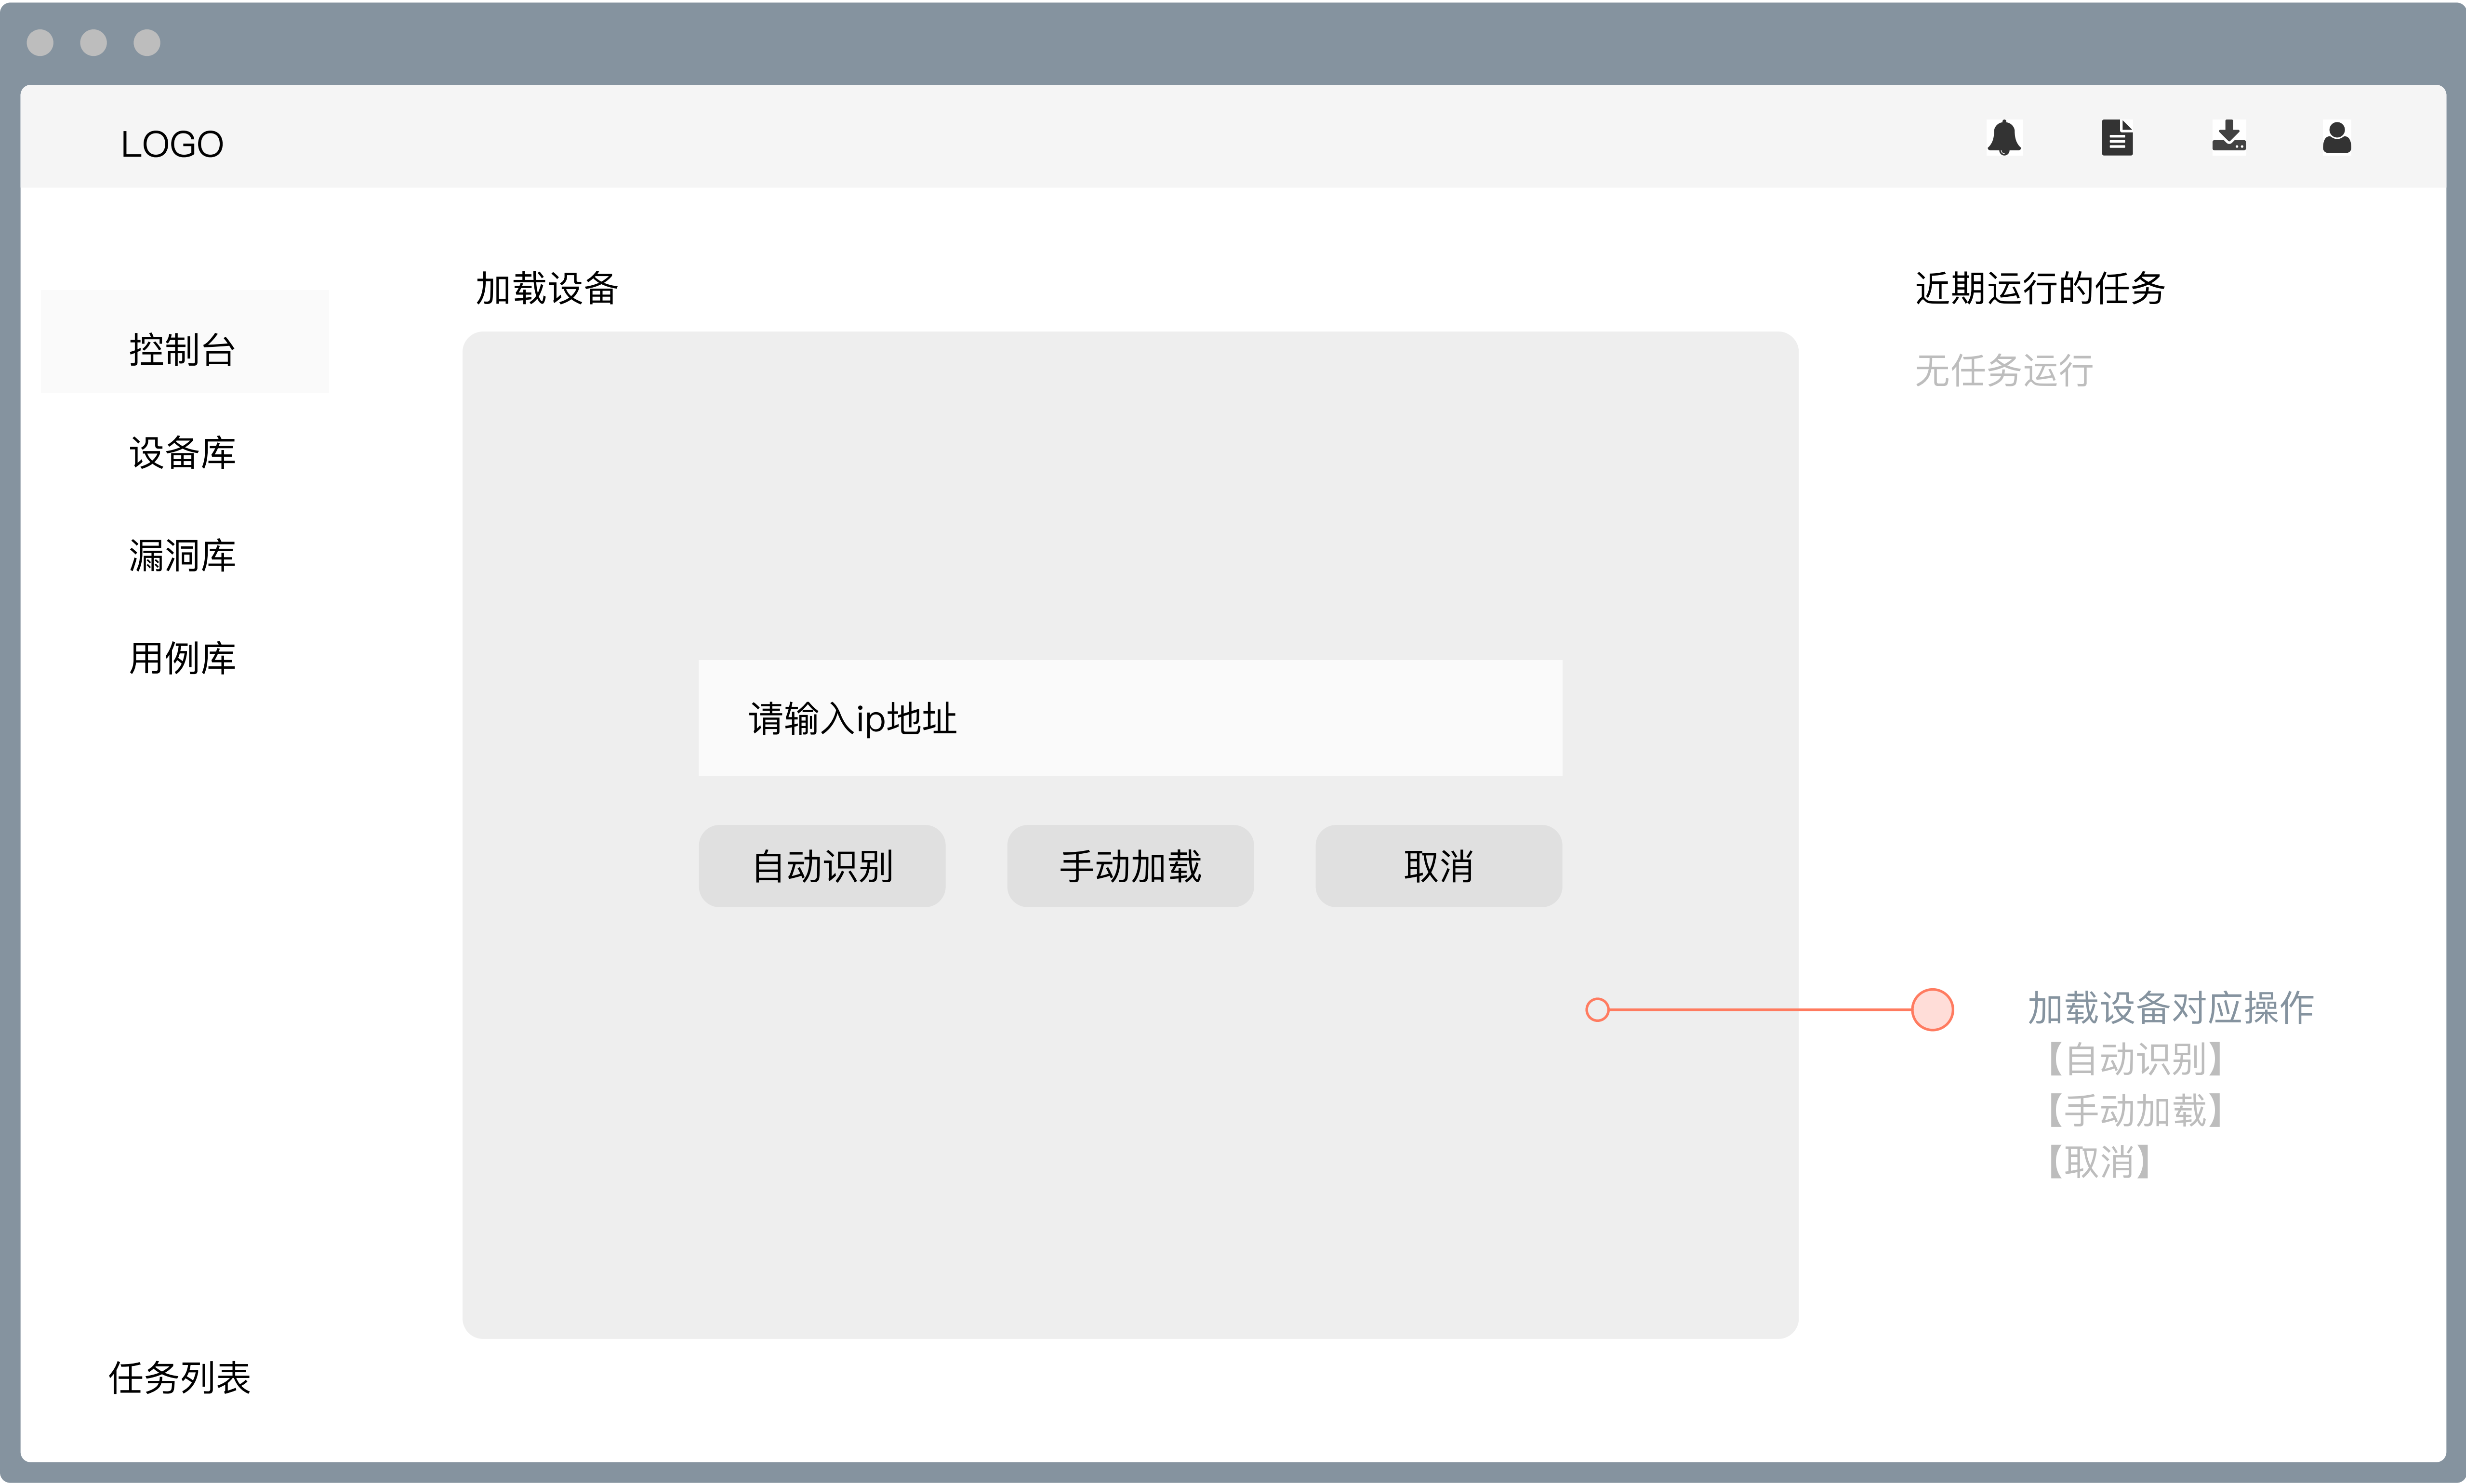 LOGO
控制台
设备库
漏洞库
用例库
任务列表
加载设备
请输入ip地址
自动识别
手动加载
取消
近期运行的任务
无任务运行
加载设备对应操作
【自动识别】
【手动加载】
【取消】